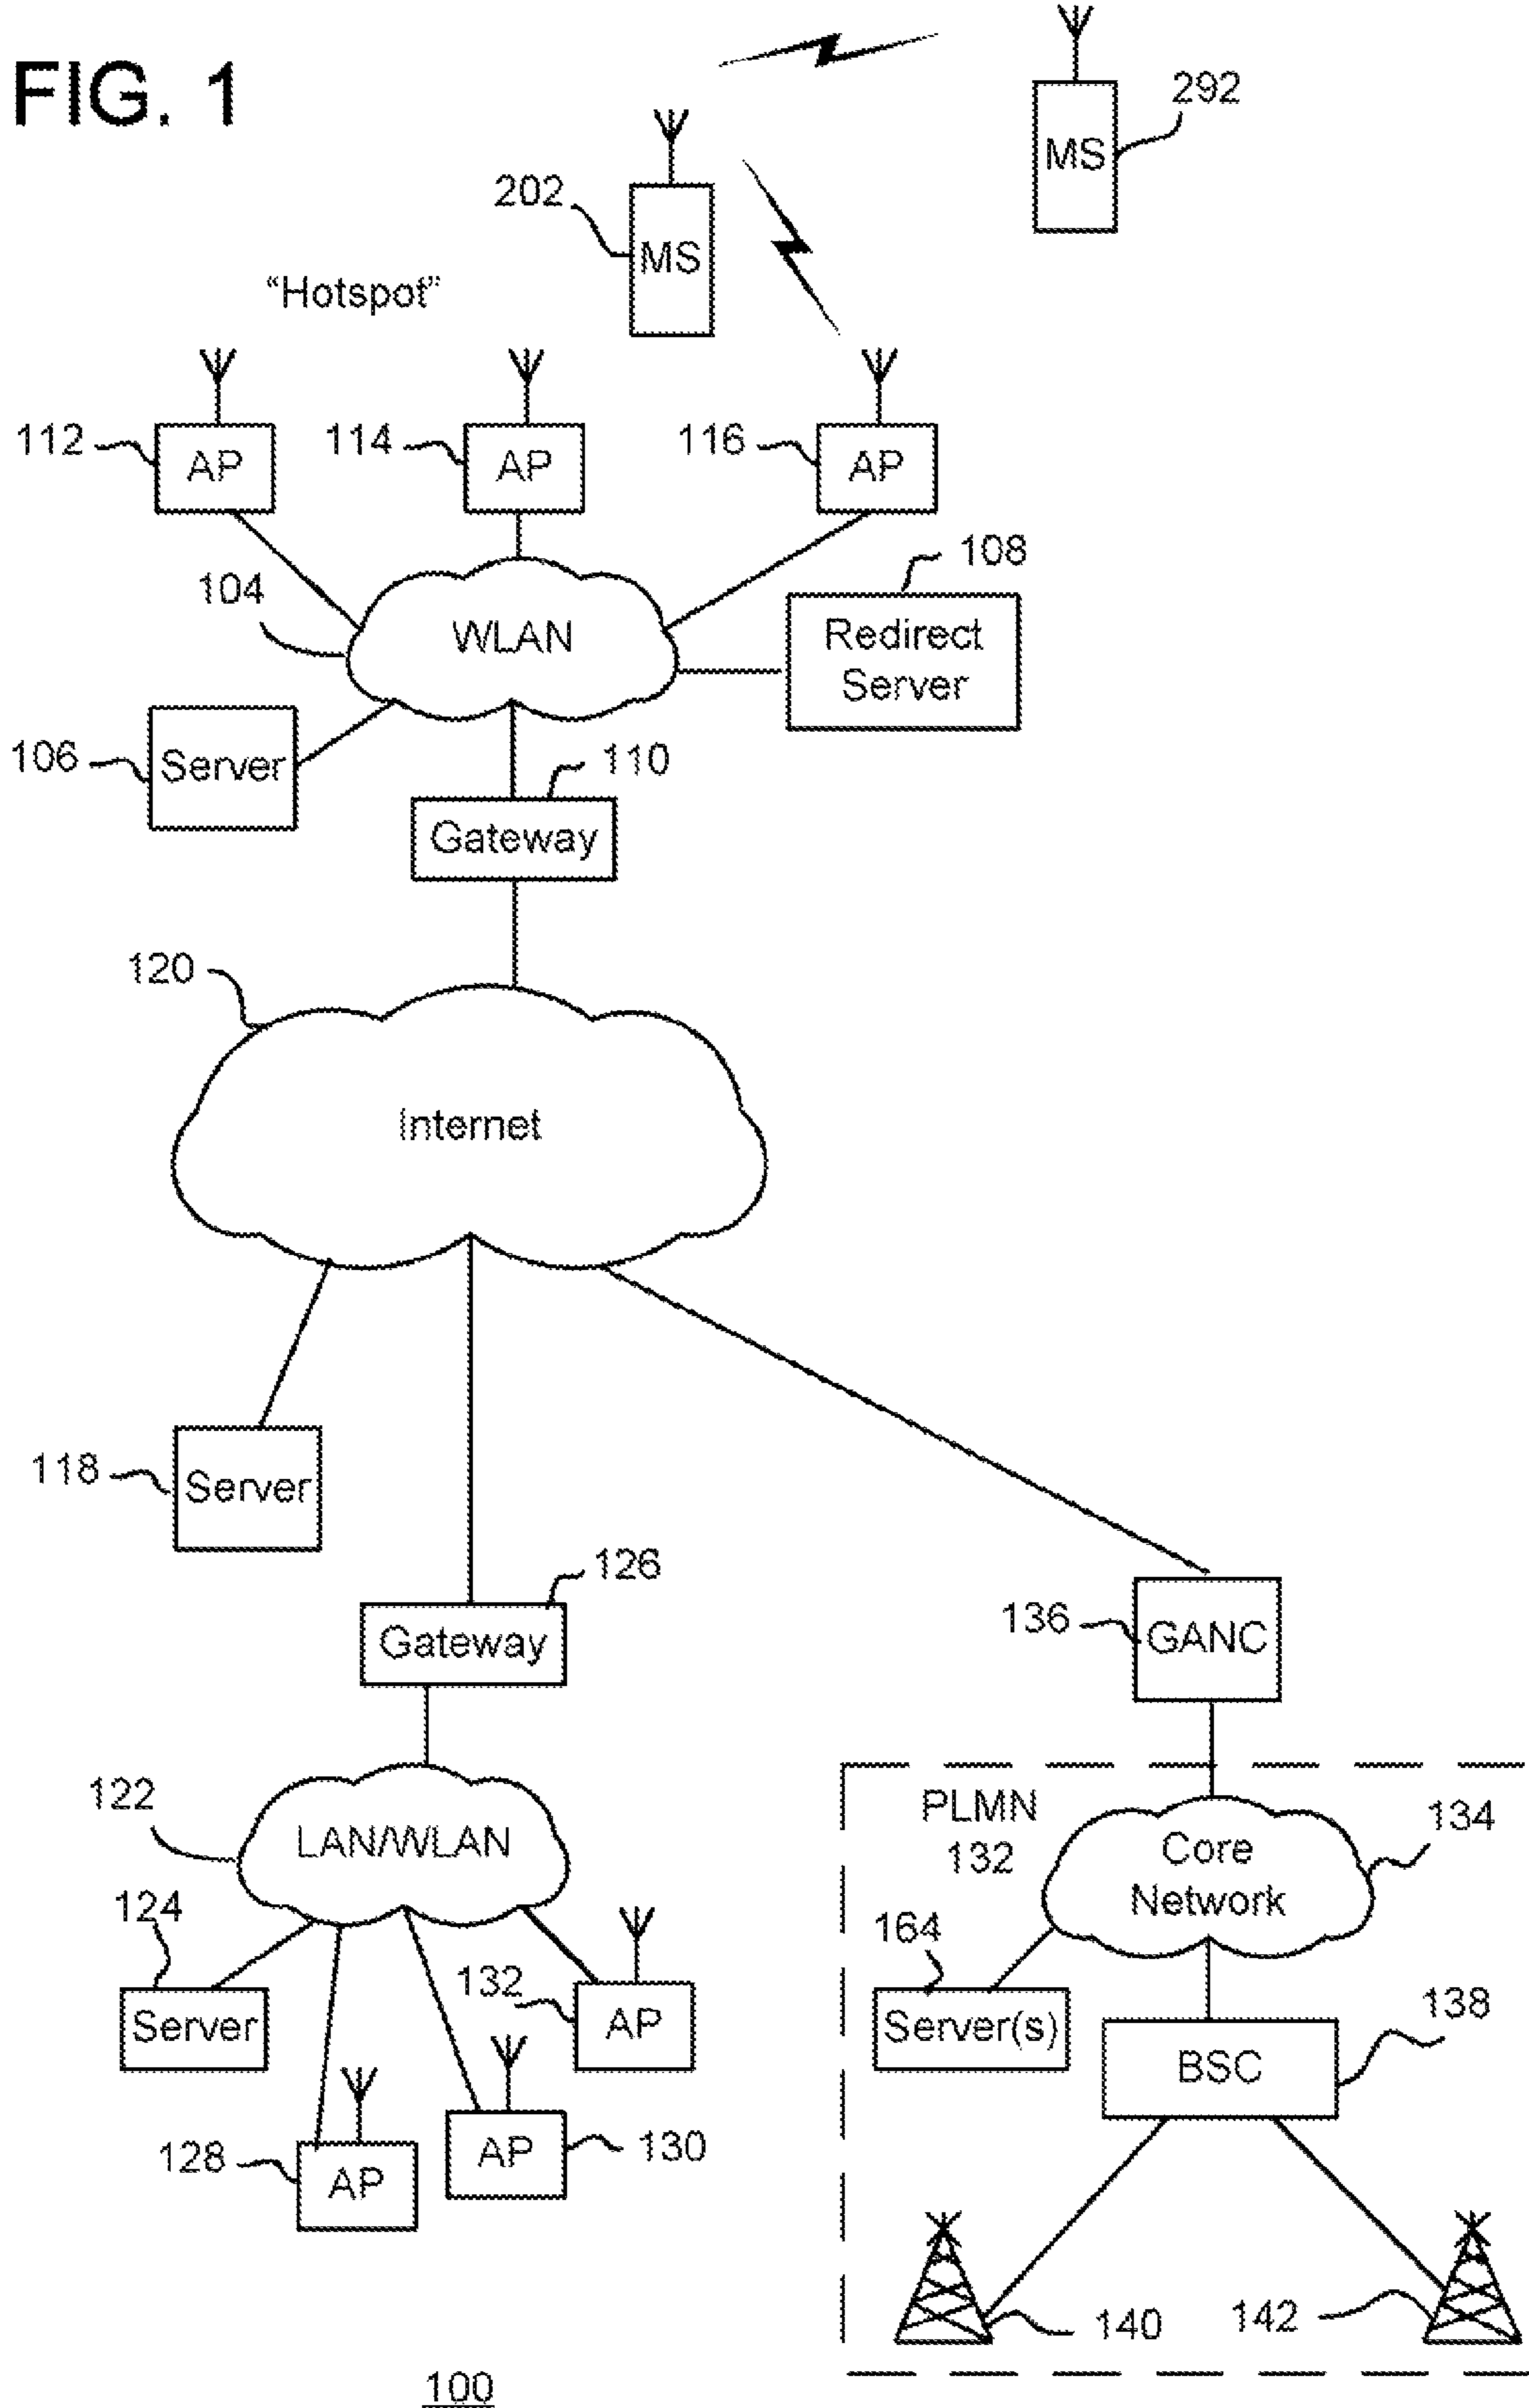 FIG. 1
292
MS
202
MS
“Hotspot”
112
AP
114
AP
116
AP
108
104
WLAN
Redirect
Server
106
Server
110
Gateway
120
Internet
118
Server
126
Gateway
136
GANC
122
LAN/WLAN
PLMN
132
Core
Network
134
124
Server
132
AP
164
Server(s)
138
BSC
128
AP
AP
130
140
142
100